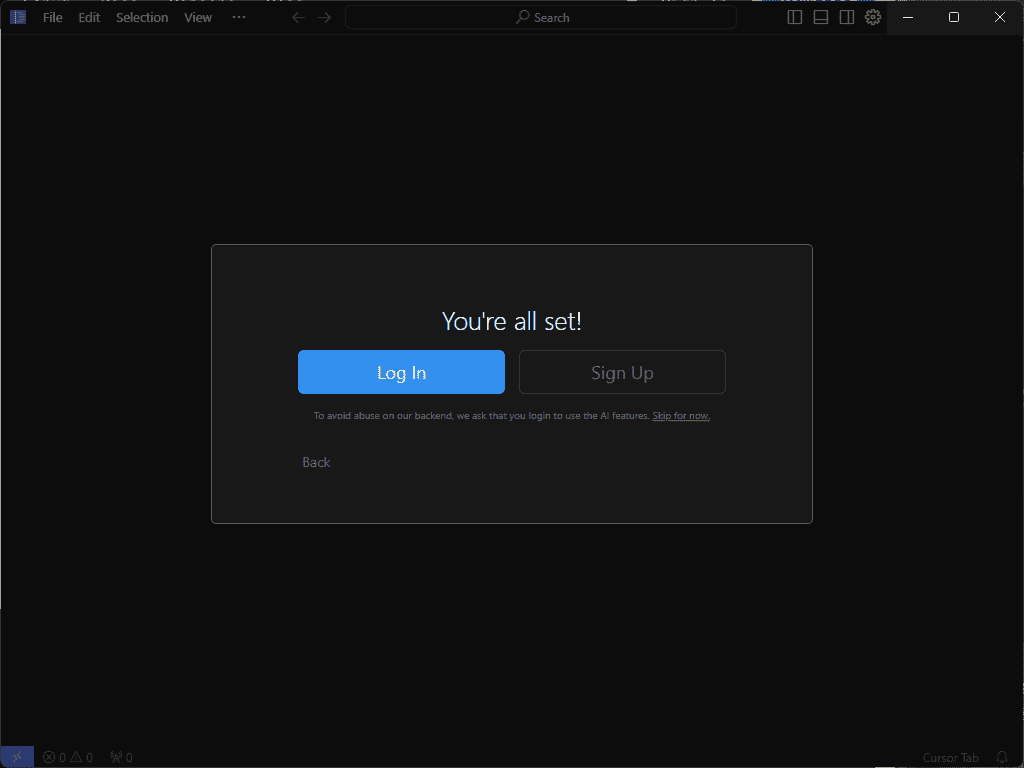 File Edit Selection View ··· Search
You're all set!
Log In Sign Up
To avoid abuse on our backend, we ask that you login to use the AI features. Skip for now.
Back
0 0 0 Cursor Tab